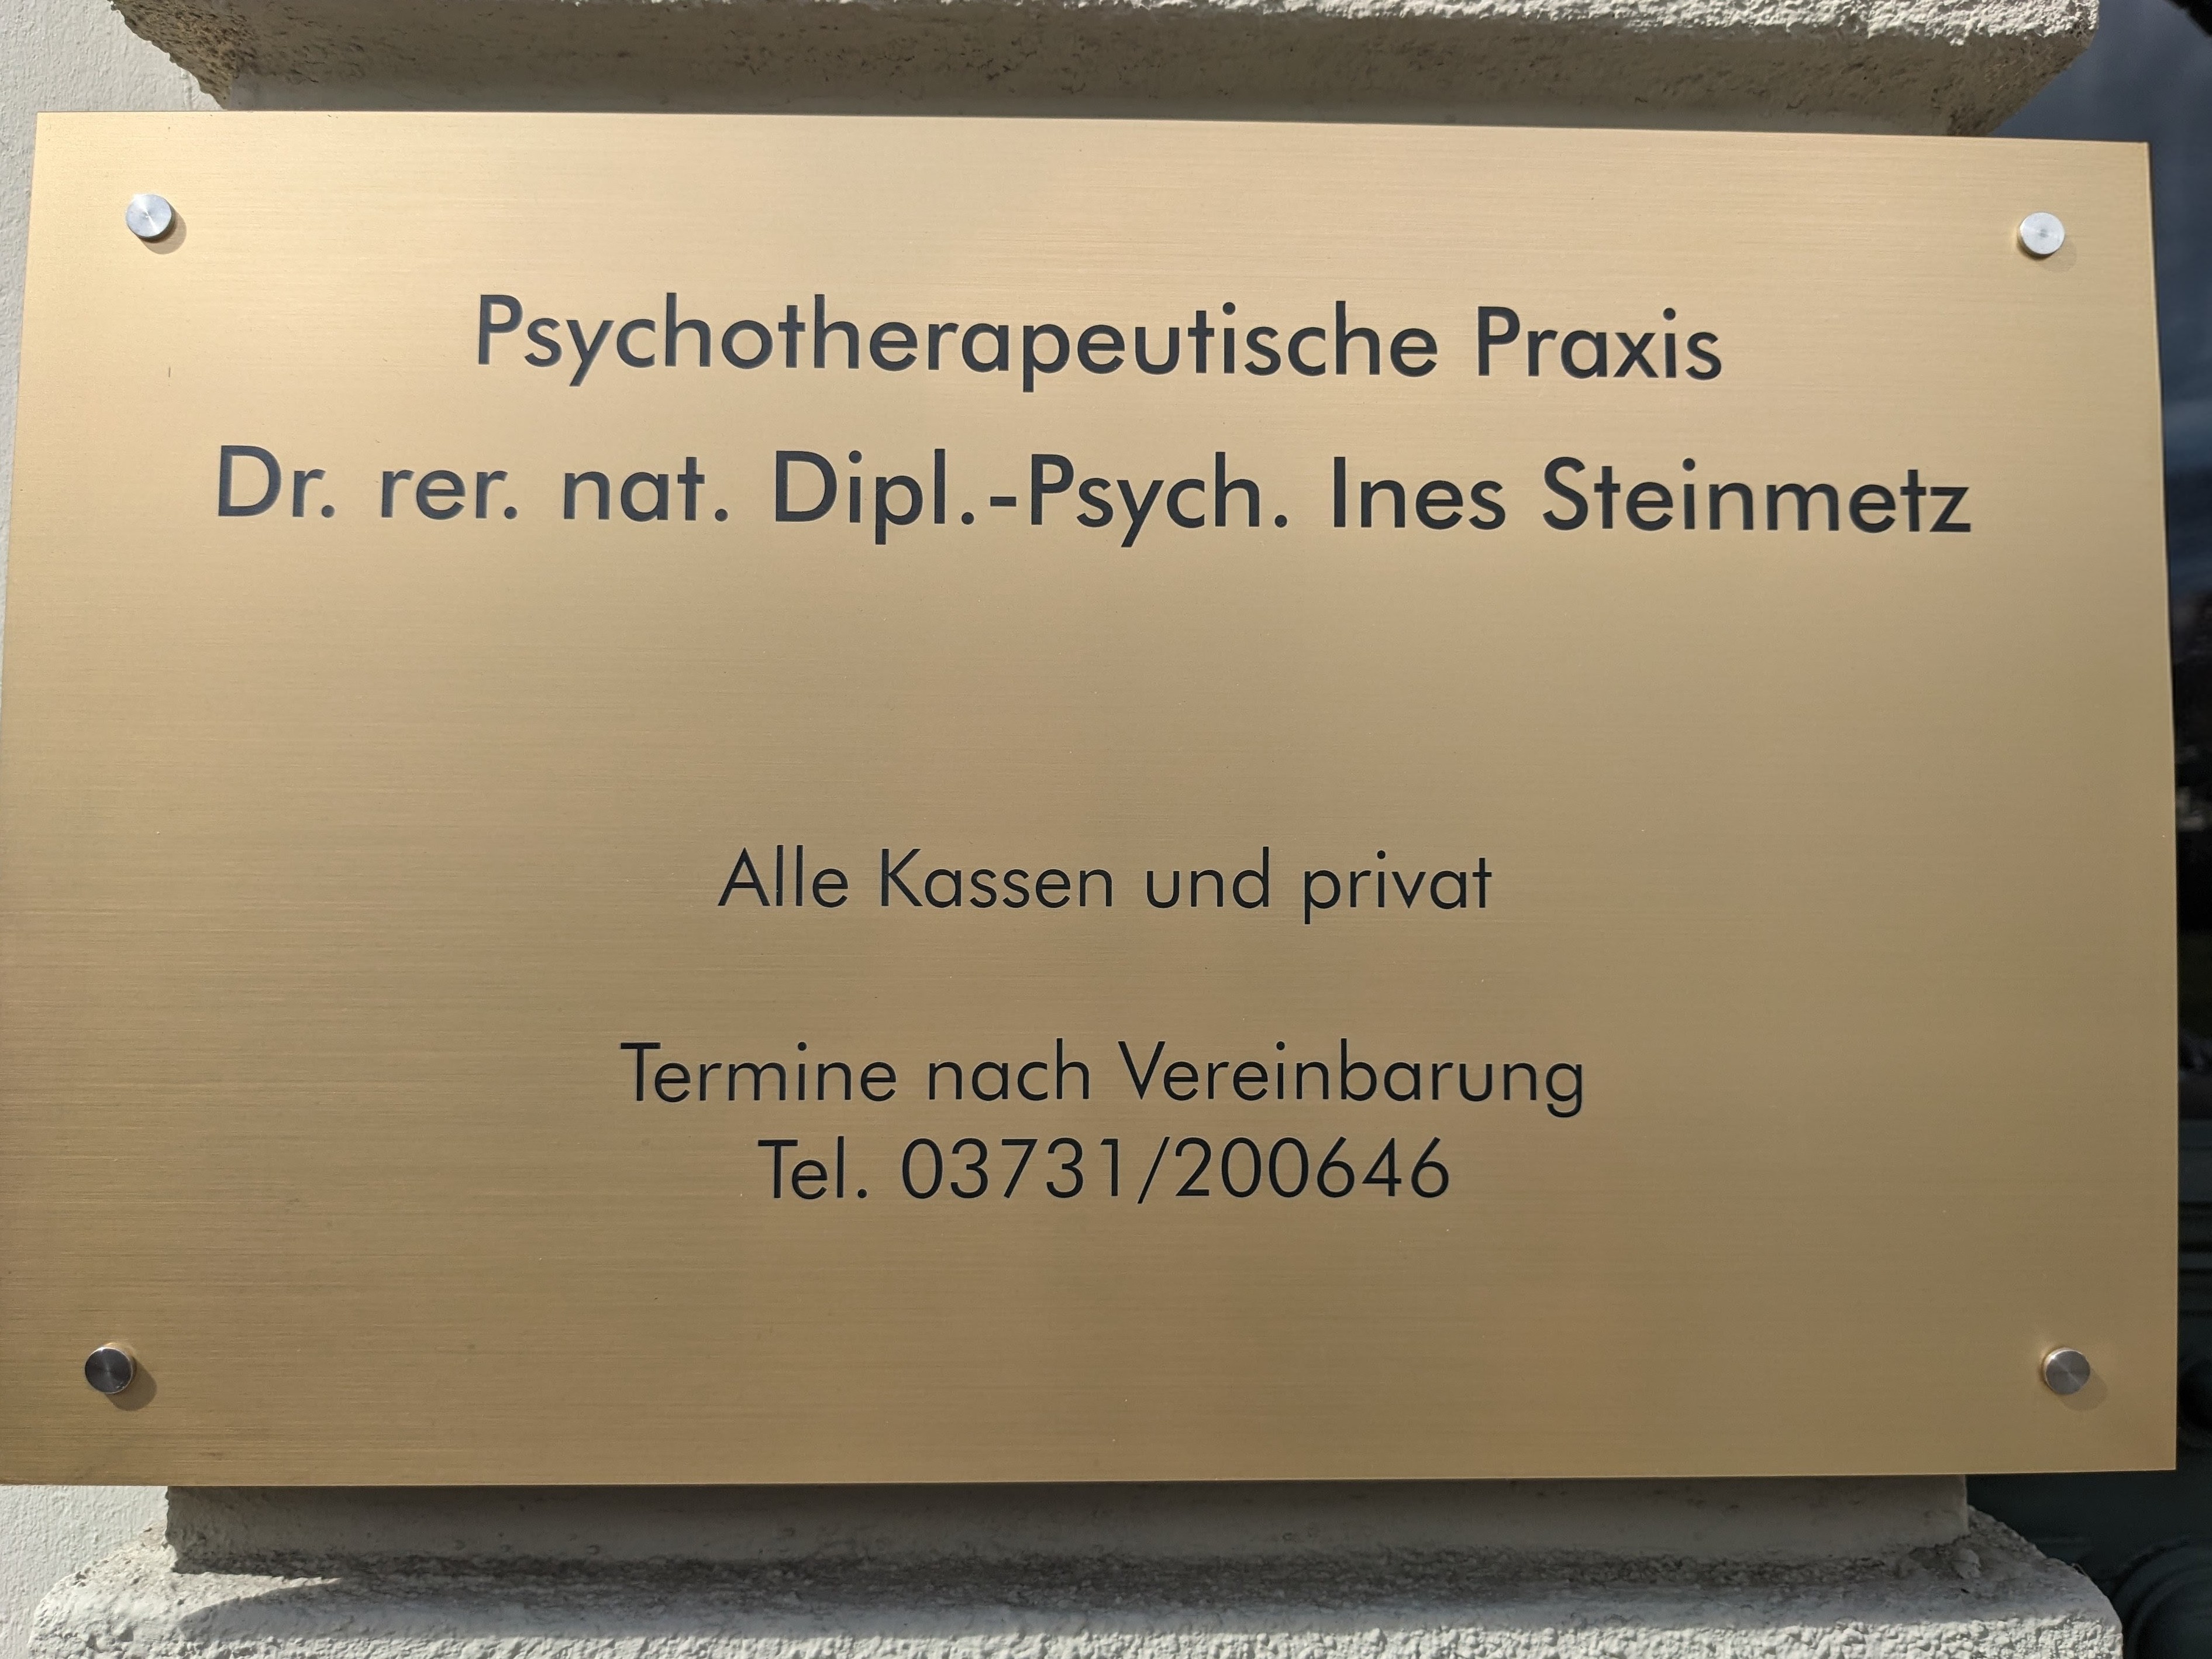 Psychotherapeutische Praxis
Dr. rer. nat. Dipl.-Psych. Ines Steinmetz
Alle Kassen und privat
Termine nach Vereinbarung
Tel. 03731/200646